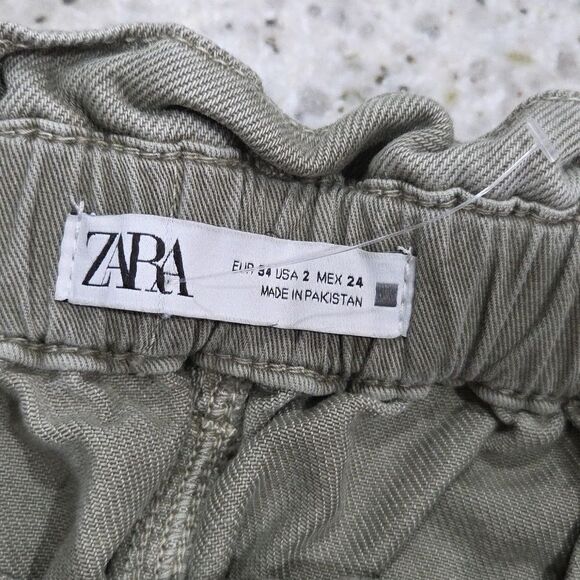 ZARA
EUR 34 USA 2 MEX 24
MADE IN PAKISTAN